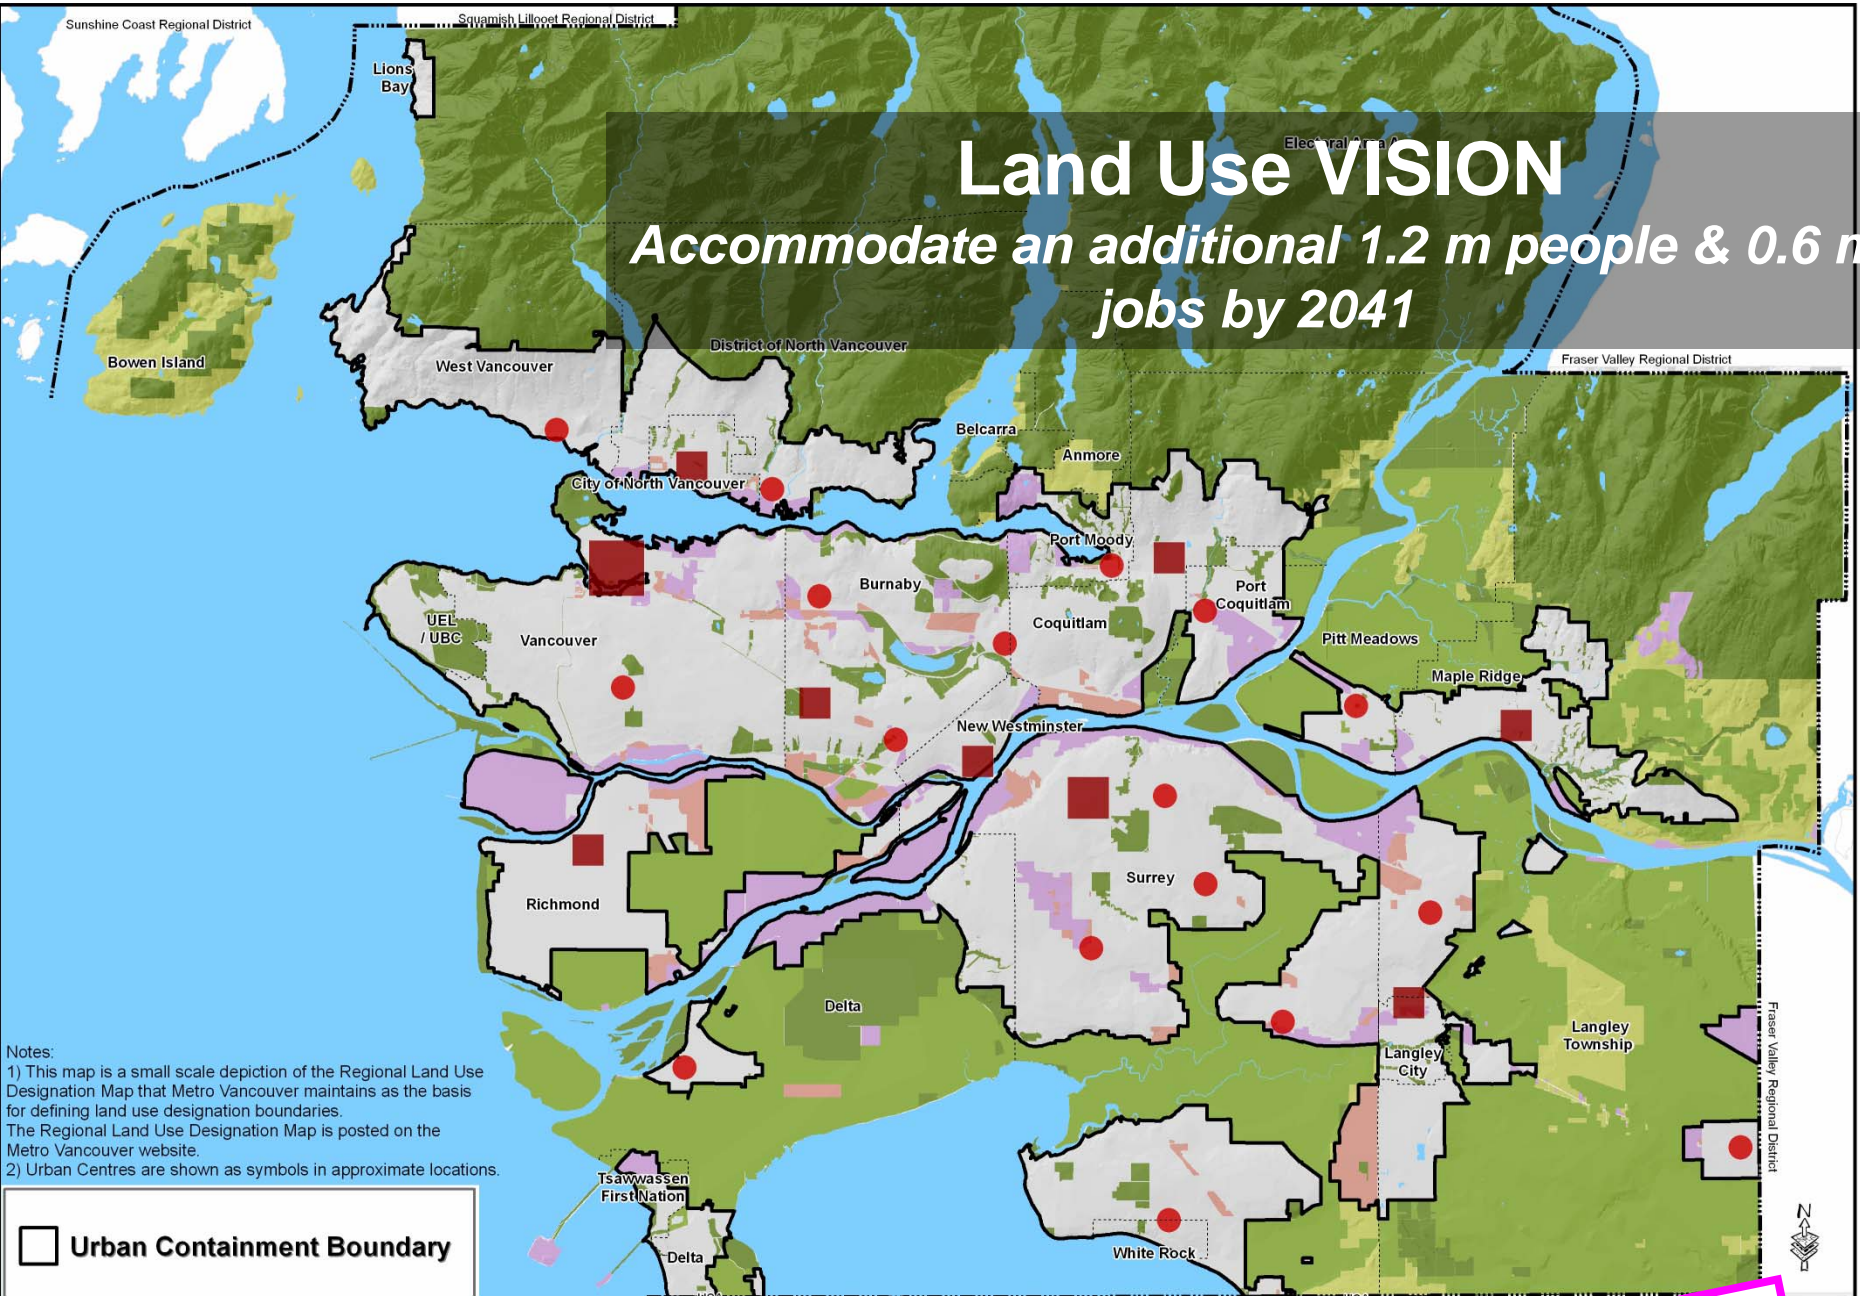 Sunshine Coast Regional District
Squamish Lillooet Regional District
Lions
Bay
Electoral Area A
Land Use VISION
Accommodate an additional 1.2 m people & 0.6
jobs by 2041
District of North Vancouver
Fraser Valley Regional District
Bowen Island
West Vancouver
Belcarra
Anmore
City of North Vancouver
Port Moody
Burnaby
Port
Coquitlam
UEL
/ UBC
Vancouver
Coquitlam
Pitt Meadows
Maple Ridge
New Westminster
Surrey
Richmond
Delta
Langley
Township
Langley
City
Fraser Valley Regional District
Notes:
1) This map is a small scale depiction of the Regional Land Use
Designation Map that Metro Vancouver maintains as the basis
for defining land use designation boundaries.
The Regional Land Use Designation Map is posted on the
Metro Vancouver website.
2) Urban Centres are shown as symbols in approximate locations.
Tsawwassen
First Nation
Urban Containment Boundary
Delta
White Rock
N